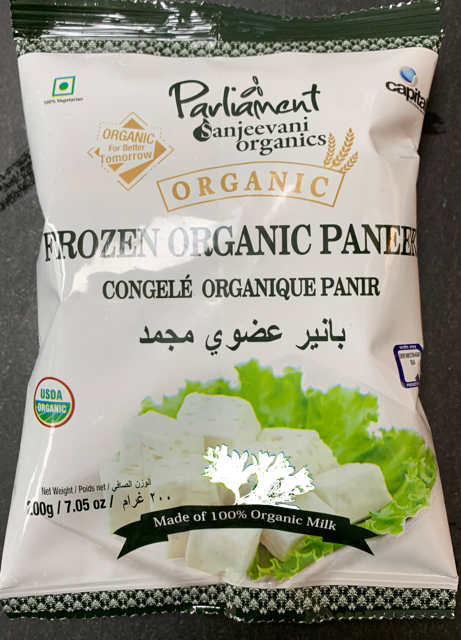 100% Vegetarian
Parliament
Sanjeevani
organics
capital
ORGANIC
For Better
Tomorrow
ORGANIC
FROZEN ORGANIC PANEER
CONGELÉ ORGANIQUE PANIR
بانير عضوي مجمد
USDA
ORGANIC
Net Weight / Poids net / الوزن الصافي
200g / 7.05 oz / ٢٠٠ غرام
Made of 100% Organic Milk